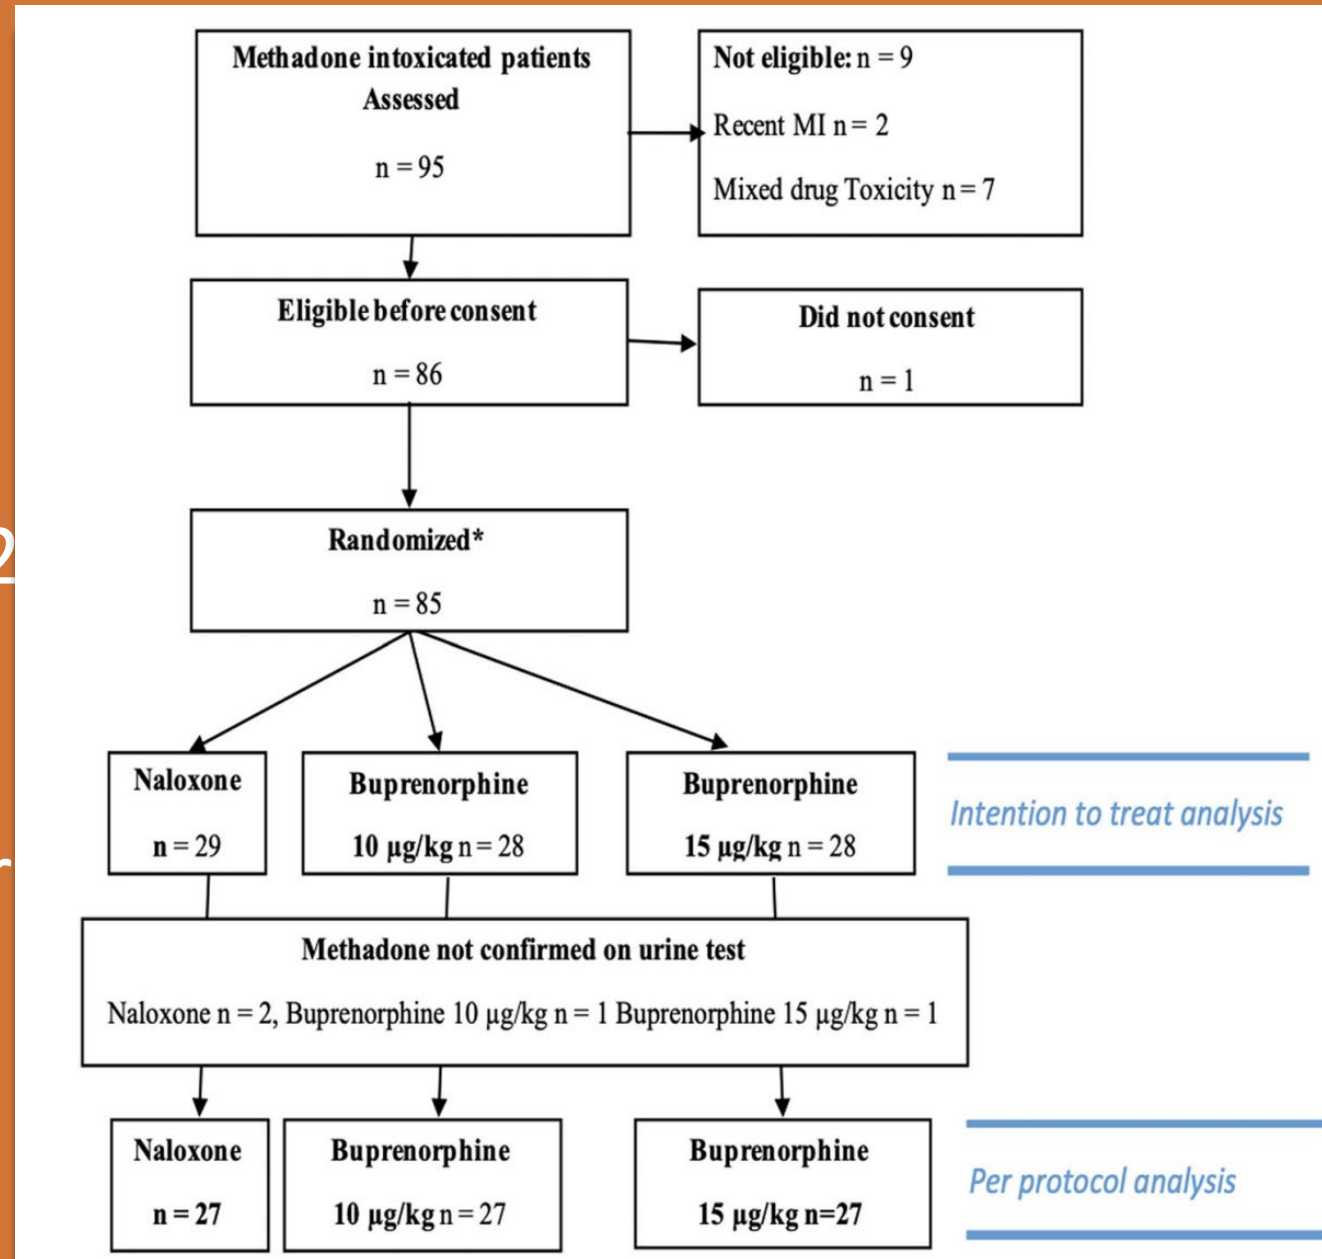 Methadone intoxicated patients
Assessed
n = 95
Not eligible: n = 9
Recent MI n = 2
Mixed drug Toxicity n = 7
Eligible before consent
n = 86
Did not consent
n = 1
Randomized*
n = 85
2
Naloxone
n = 29
Buprenorphine
10 µg/kg n = 28
Buprenorphine
15 µg/kg n = 28
Intention to treat analysis
Methadone not confirmed on urine test
Naloxone n = 2, Buprenorphine 10 µg/kg n = 1 Buprenorphine 15 µg/kg n = 1
Naloxone
n = 27
Buprenorphine
10 µg/kg n = 27
Buprenorphine
15 µg/kg n=27
Per protocol analysis